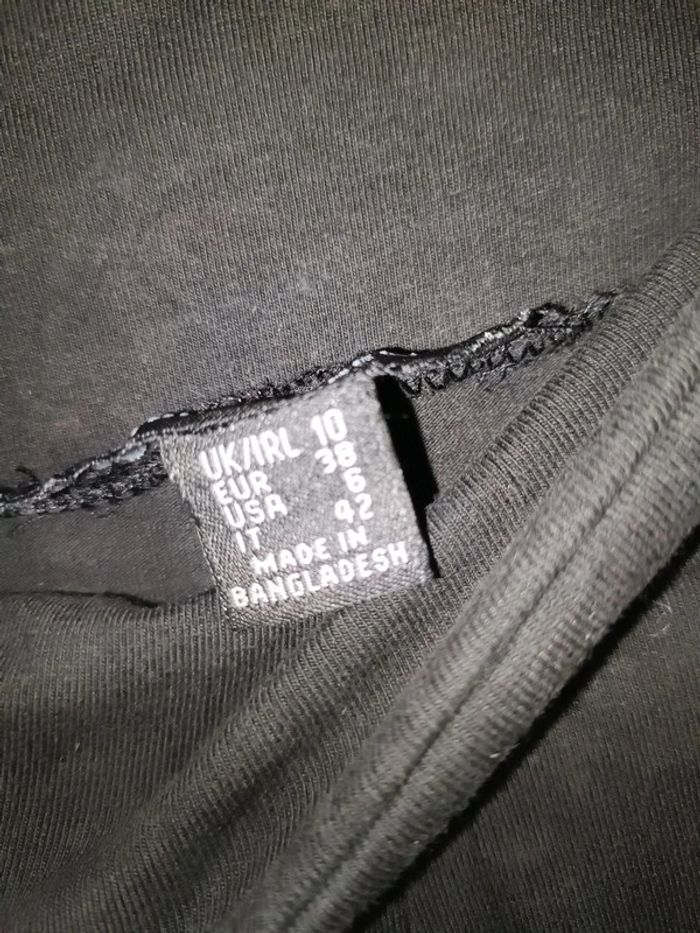 UK/IRL 10
EUR 38
USA 6
IT 42
MADE IN
BANGLADESH